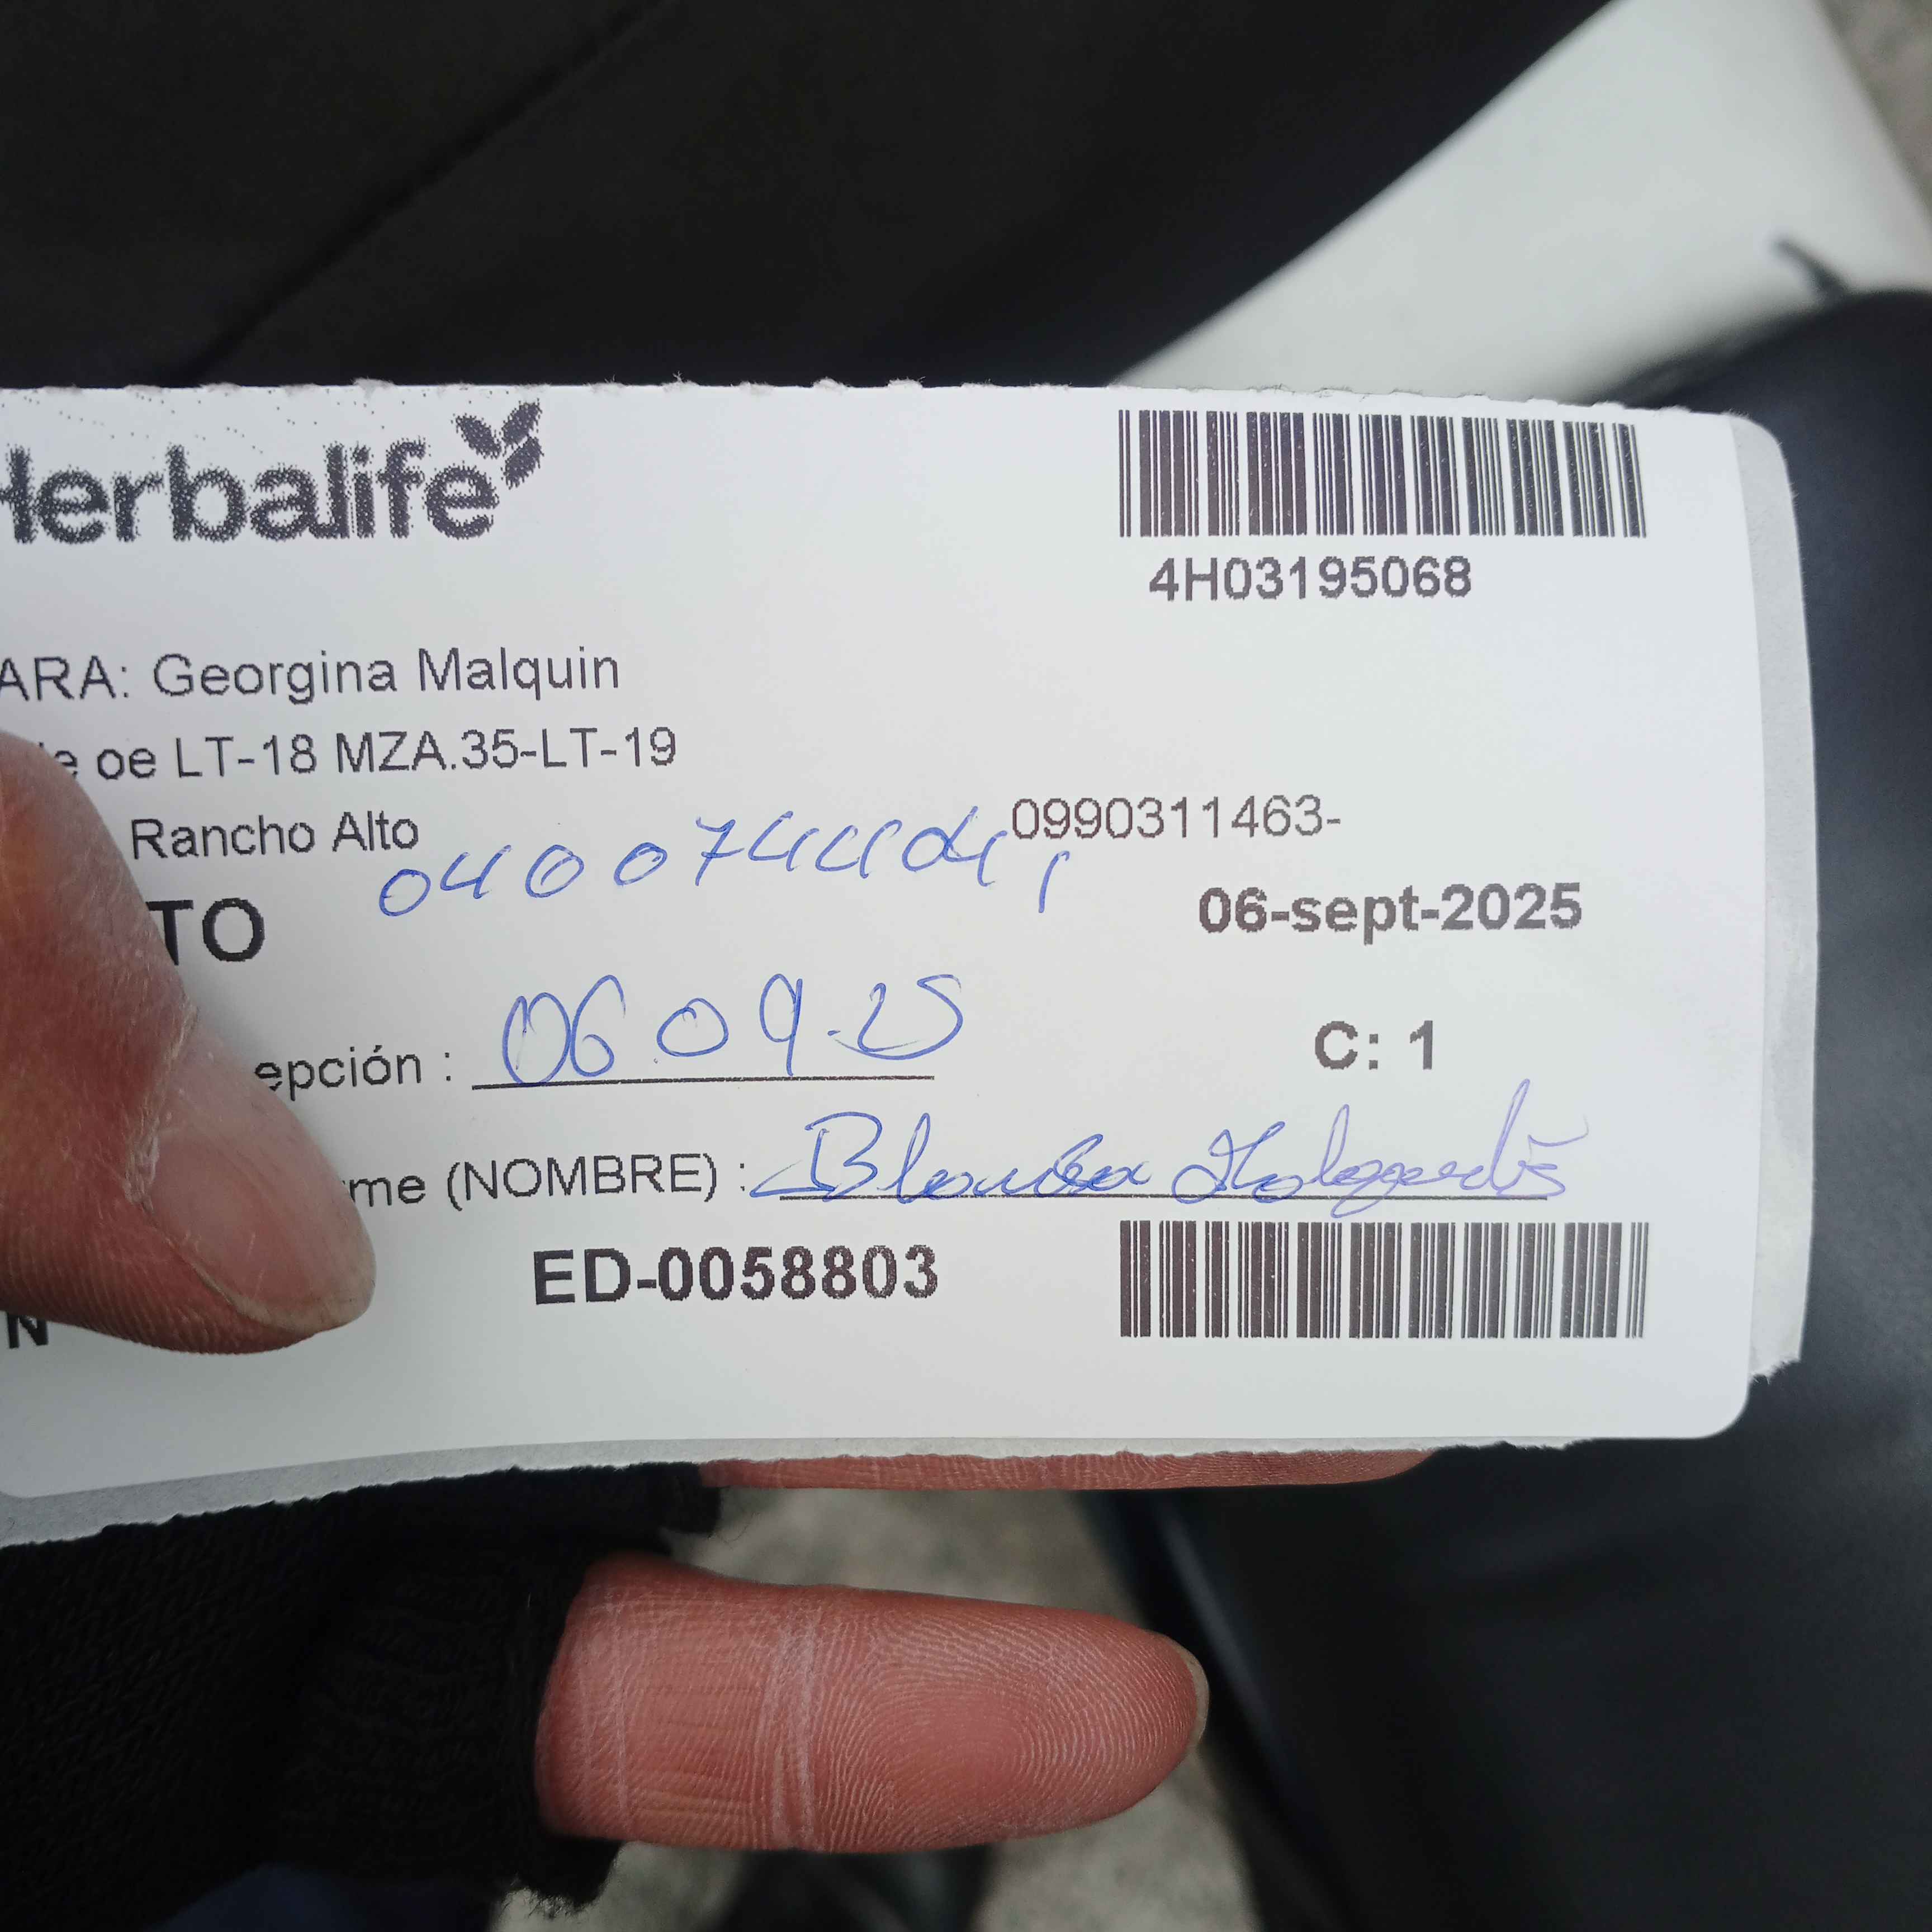 Herbalife
4H03195068
ARA: Georgina Malquin
oe LT-18 MZA.35-LT-19
Rancho Alto
0990311463-
TO
06-sept-2025
epción : 06.09.25
C: 1
me (NOMBRE) : Blanca
ED-0058803
N